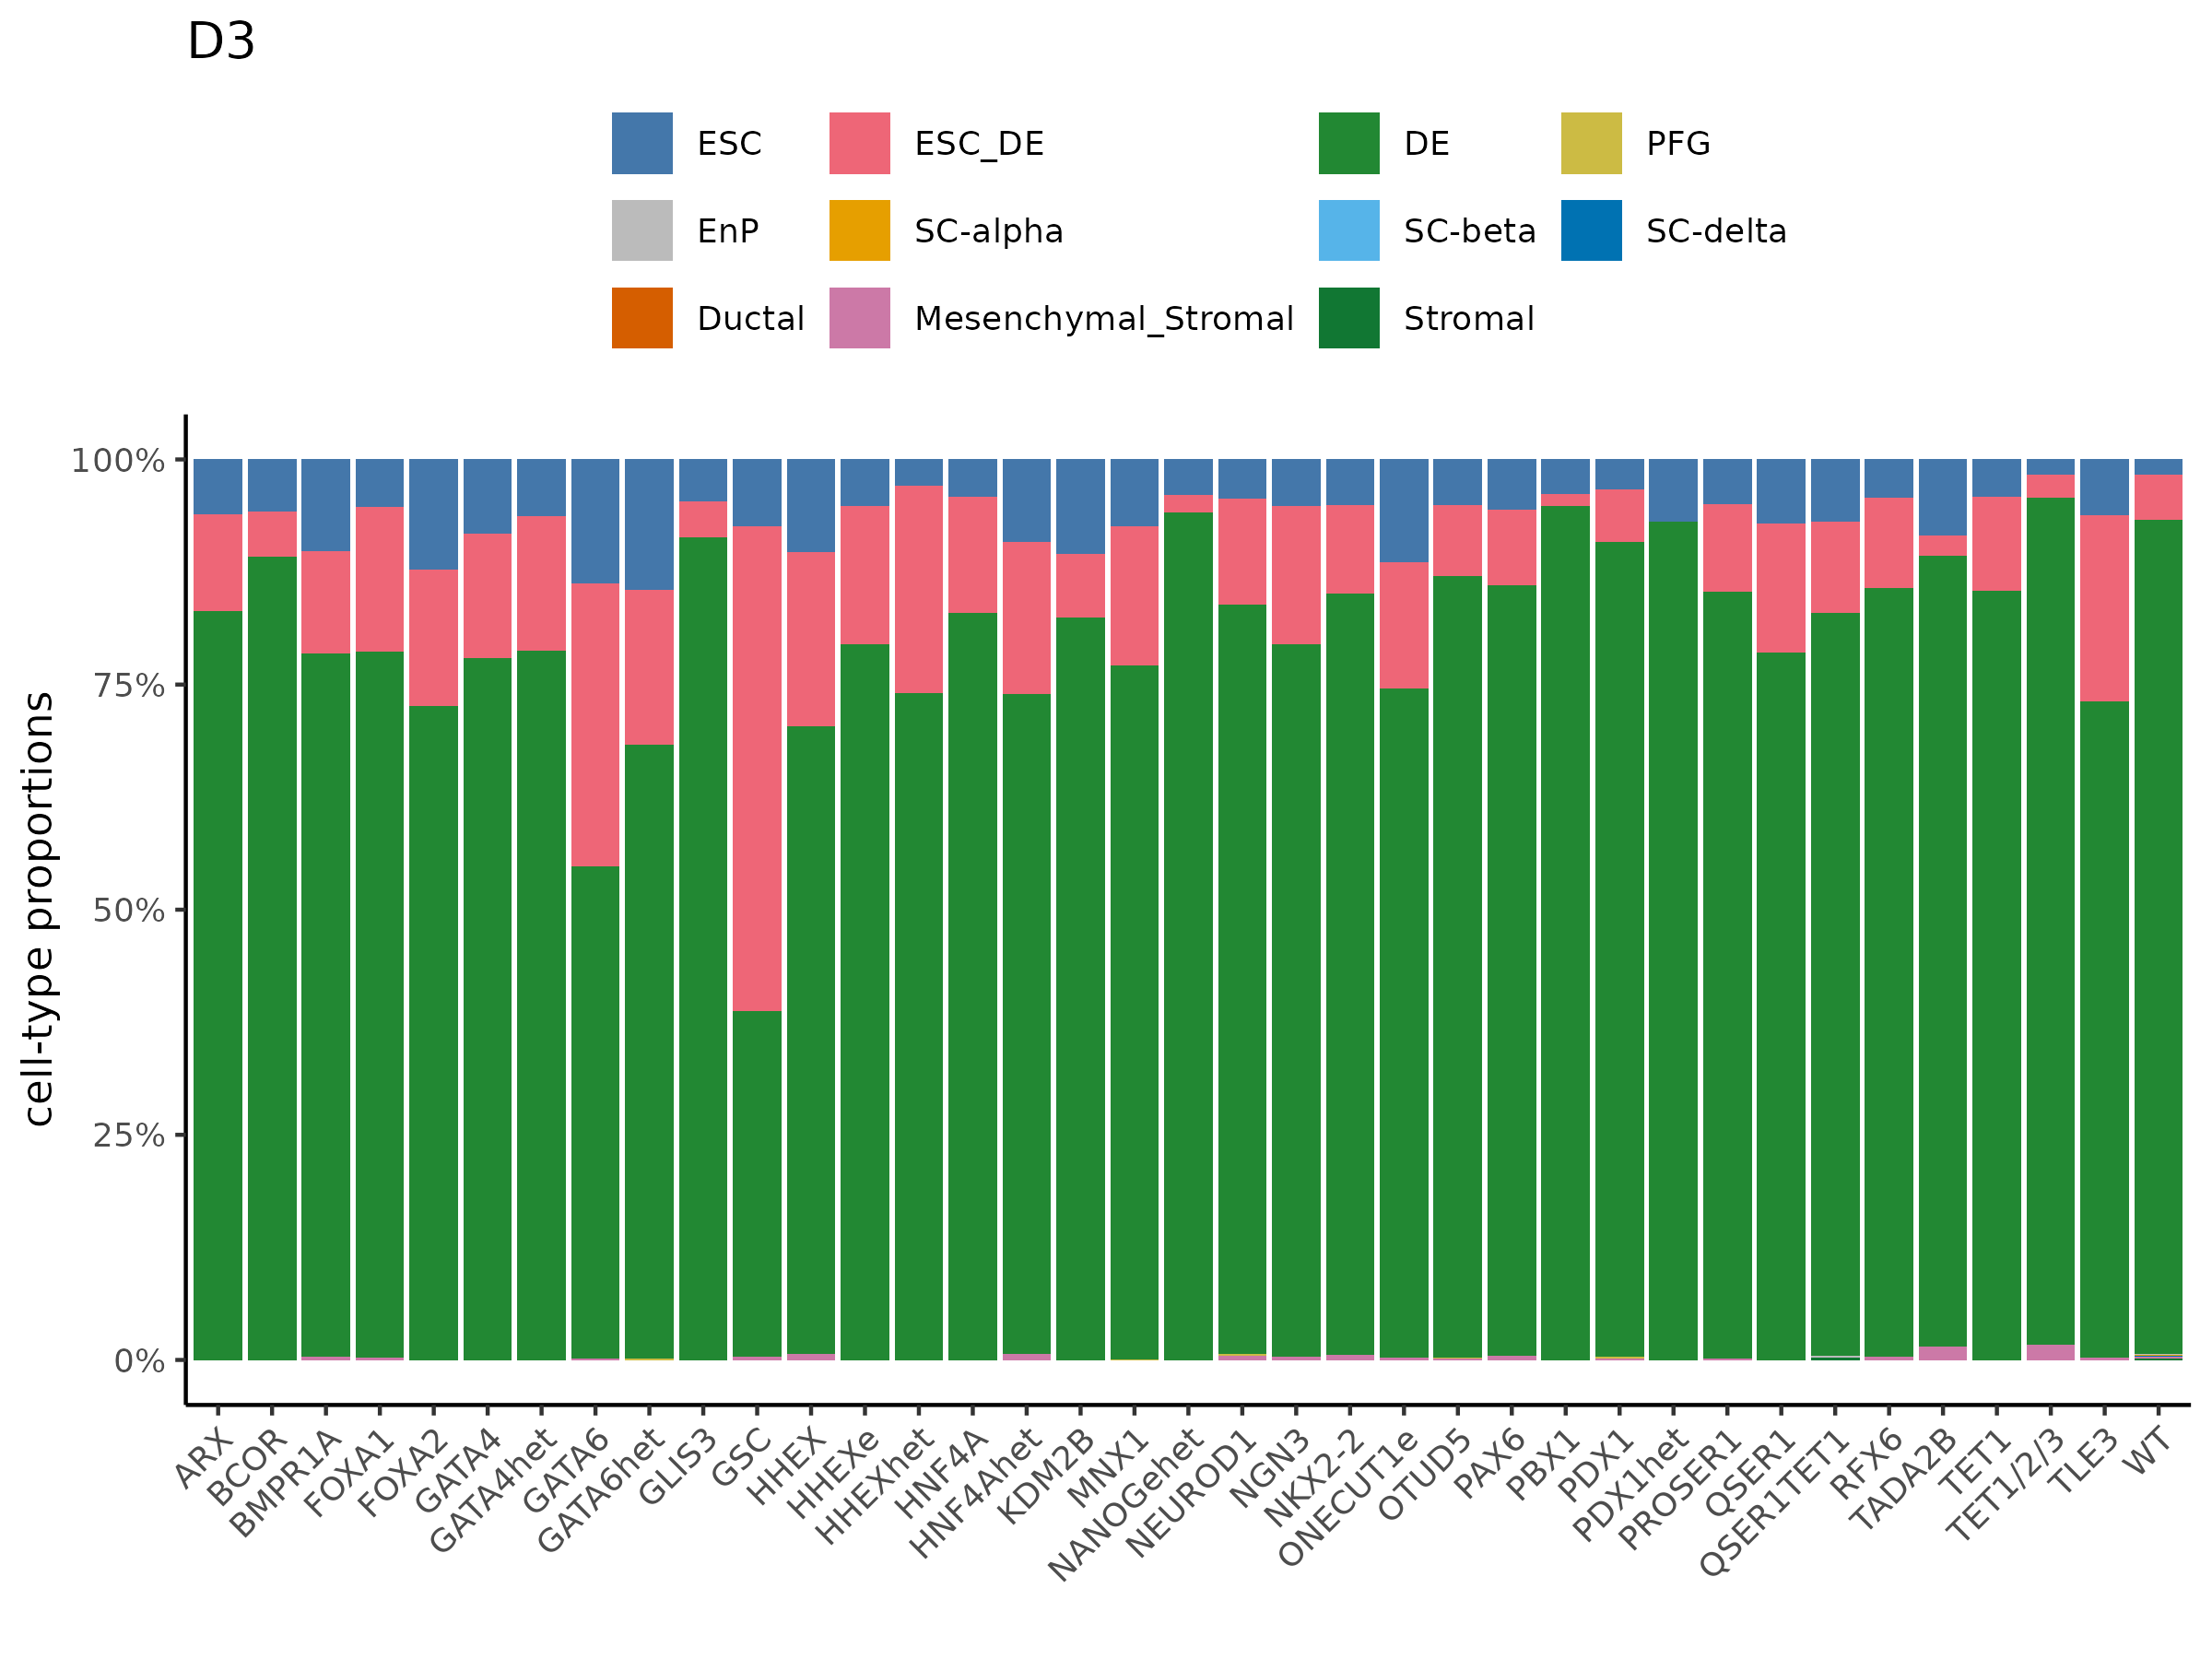 D3
ESC ESC_DE DE PFG
EnP SC-alpha SC-beta SC-delta
Ductal Mesenchymal_Stromal Stromal
cell-type proportions
100%
75%
50%
25%
0%
ARX
BCOR
BMPR1A
FOXA1
FOXA2
GATA4
GATA4het
GATA6
GATA6het
GLIS3
GSC
HHEX
HHEXe
HHEXhet
HNF4A
HNF4Ahet
KDM2B
MNX1
NANOGehet
NEUROD1
NGN3
NKX2-2
ONECUT1e
OTUD5
PAX6
PBX1
PDX1
PDX1het
PROSER1
QSER1
QSER1TET1
RFX6
TADA2B
TET1
TET1/2/3
TLE3
WT